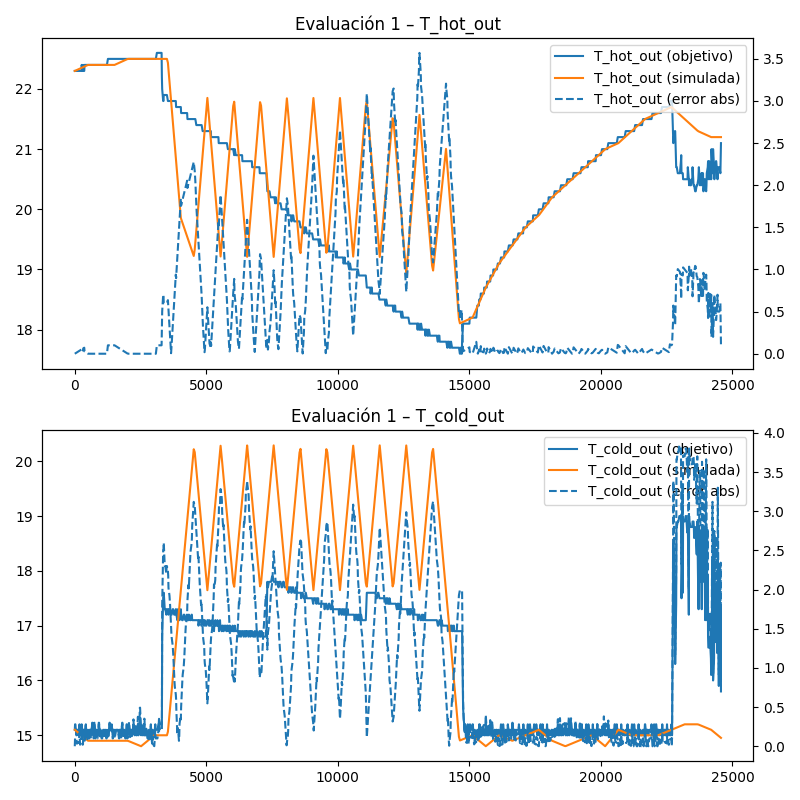 Evaluación 1 – T_hot_out
T_hot_out (objetivo)
T_hot_out (simulada)
T_hot_out (error abs)
22
21
20
19
18
3.5
3.0
2.5
2.0
1.5
1.0
0.5
0.0
0 5000 10000 15000 20000 25000
Evaluación 1 – T_cold_out
T_cold_out (objetivo)
T_cold_out (simulada)
T_cold_out (error abs)
20
19
18
17
16
15
4.0
3.5
3.0
2.5
2.0
1.5
1.0
0.5
0.0
0 5000 10000 15000 20000 25000